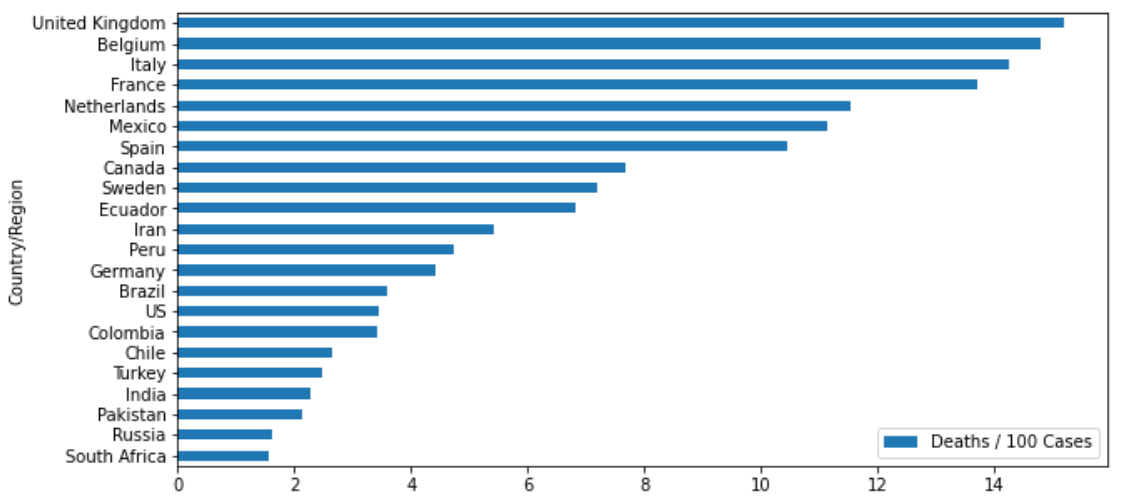 United Kingdom
Belgium
Italy
France
Netherlands
Mexico
Spain
Canada
Sweden
Ecuador
Iran
Peru
Germany
Brazil
US
Colombia
Chile
Turkey
India
Pakistan
Russia
South Africa
Country/Region
Deaths / 100 Cases
0 2 4 6 8 10 12 14